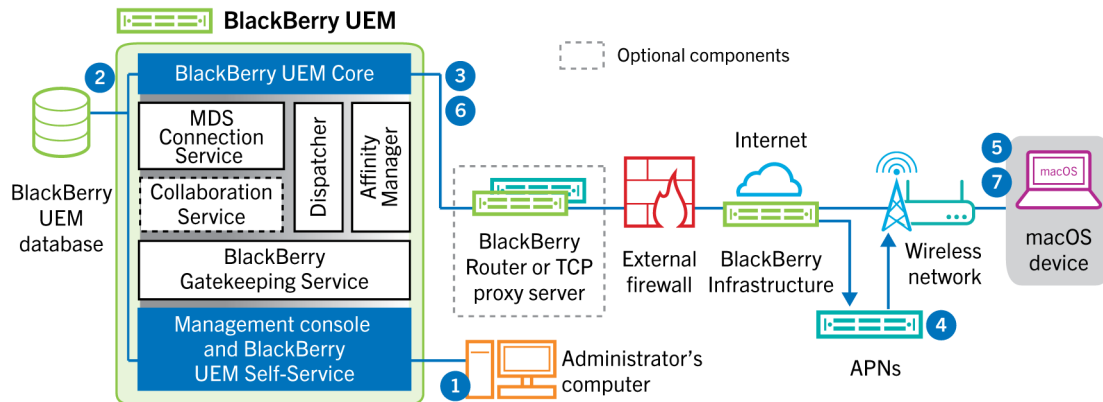 BlackBerry UEM
Optional components
2
BlackBerry UEM Core
3
6
MDS
Connection
Service
Dispatcher
Affinity
Manager
Collaboration
Service
BlackBerry
UEM
database
BlackBerry
Gatekeeping Service
Management console
and BlackBerry
UEM Self-Service
1
Administrator's
computer
BlackBerry
Router or TCP
proxy server
External
firewall
Internet
BlackBerry
Infrastructure
4
APNs
Wireless
network
5
7
macOS
macOS
device